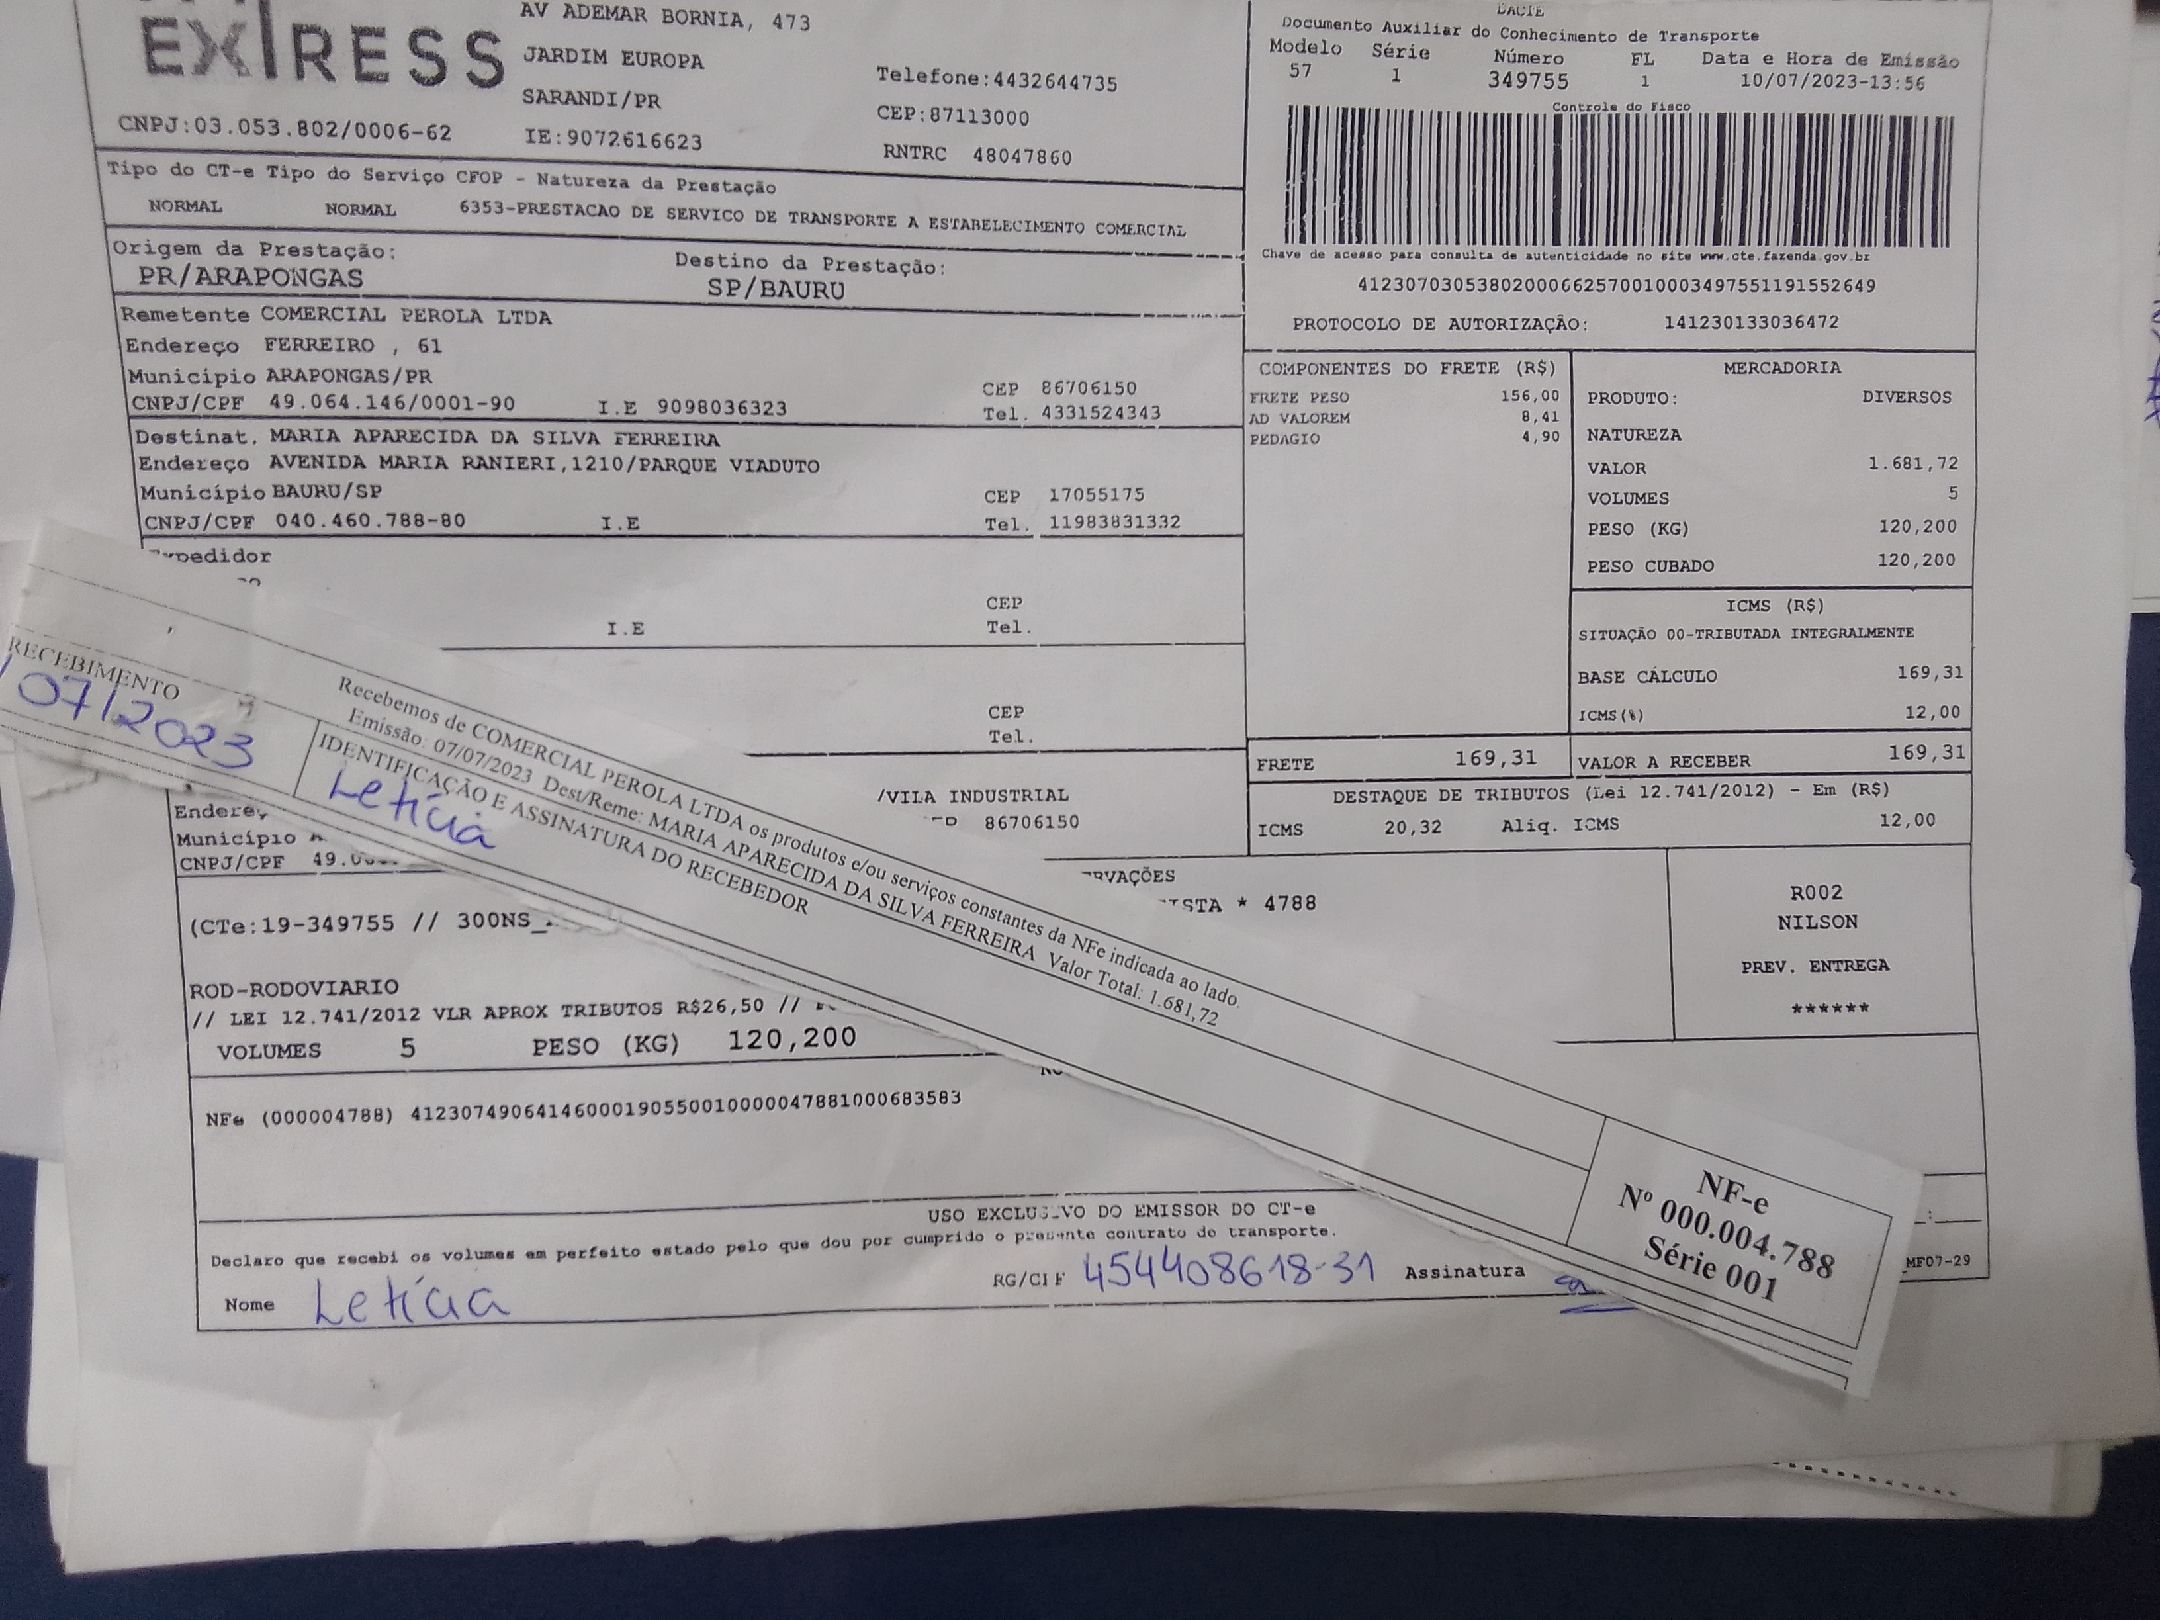 EXPRESS
CNPJ:03.053.802/0006-62
AV ADEMAR BORNIA, 473
JARDIM EUROPA
SARANDI/PR
IE:9072616623
Telefone:4432644735
CEP:87113000
RNTRC 48047860
DACTE
Documento Auxiliar do Conhecimento de Transporte
Modelo Série Número FL Data e Hora de Emissão
57 1 349755 1 10/07/2023-13:56
Controle do Fisco
Chave de acesso para consulta de autenticidade no site www.cte.fazenda.gov.br
41230703053802000662570010003497551191552649
PROTOCOLO DE AUTORIZAÇÃO: 141230133036472
Tipo do CT-e Tipo do Serviço CFOP - Natureza da Prestação
NORMAL NORMAL 6353-PRESTACAO DE SERVICO DE TRANSPORTE A ESTABELECIMENTO COMERCIAL
Origem da Prestação: Destino da Prestação:
PR/ARAPONGAS SP/BAURU
Remetente COMERCIAL PEROLA LTDA
Endereço FERREIRO , 61
Município ARAPONGAS/PR CEP 86706150
CNPJ/CPF 49.064.146/0001-90 I.E 9098036323 Tel. 4331524343
Destinat. MARIA APARECIDA DA SILVA FERREIRA
Endereço AVENIDA MARIA RANIERI,1210/PARQUE VIADUTO
Município BAURU/SP CEP 17055175
CNPJ/CPF 040.460.788-80 I.E Tel. 11983831332
Expedidor
CEP
I.E Tel.
CEP
Tel.
/VILA INDUSTRIAL
86706150
Município
CNPJ/CPF
COMPONENTES DO FRETE (R$)
FRETE PESO 156,00
AD VALOREM 8,41
PEDAGIO 4,90
MERCADORIA
PRODUTO: DIVERSOS
NATUREZA
VALOR 1.681,72
VOLUMES 5
PESO (KG) 120,200
PESO CUBADO 120,200
ICMS (R$)
SITUAÇÃO 00-TRIBUTADA INTEGRALMENTE
BASE CÁLCULO 169,31
ICMS(%) 12,00
FRETE 169,31 VALOR A RECEBER 169,31
DESTAQUE DE TRIBUTOS (Lei 12.741/2012) - Em (R$)
ICMS 20,32 Aliq. ICMS 12,00
* 4788
(CTe:19-349755 // 300NS_
ROD-RODOVIARIO
// LEI 12.741/2012 VLR APROX TRIBUTOS R$26,50 //
VOLUMES 5 PESO (KG) 120,200
R002
NILSON
PREV. ENTREGA
******
NFe (000004788) 41230749064146000190550010000047881000683583
USO EXCLUSIVO DO EMISSOR DO CT-e
Declaro que recebi os volumes em perfeito estado pelo que dou por cumprido o presente contrato de transporte.
Nome Letícia RG/CPF 454408618-31 Assinatura
MF07-29
RECEBIMENTO
/07/2023
Recebemos de COMERCIAL PEROLA LTDA os produtos e/ou serviços constantes da NFe indicada ao lado.
Emissão: 07/07/2023 Dest/Reme: MARIA APARECIDA DA SILVA FERREIRA Valor Total: 1.681,72
IDENTIFICAÇÃO E ASSINATURA DO RECEBEDOR
Letícia
NF-e
Nº 000.004.788
Série 001